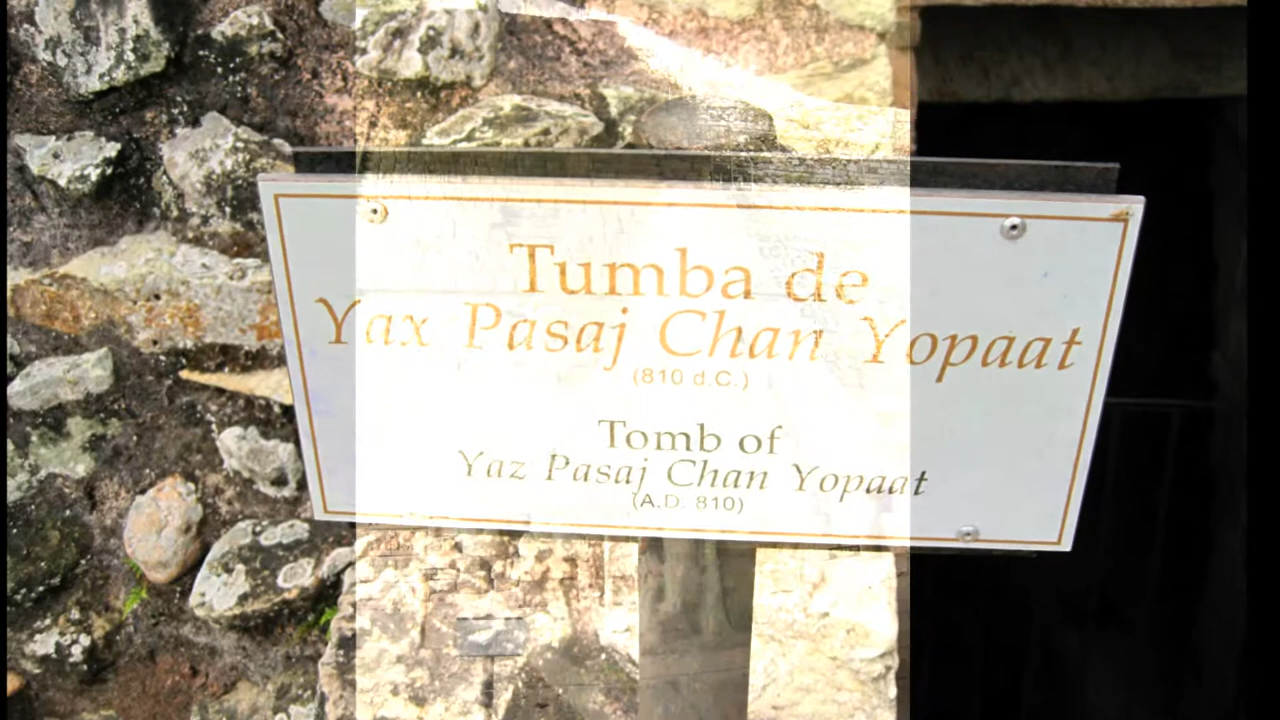 Tumba de
Yax Pasaj Chan Yopaat
(810 d.C.)
Tomb of
Yaz Pasaj Chan Yopaat
(A.D. 810)